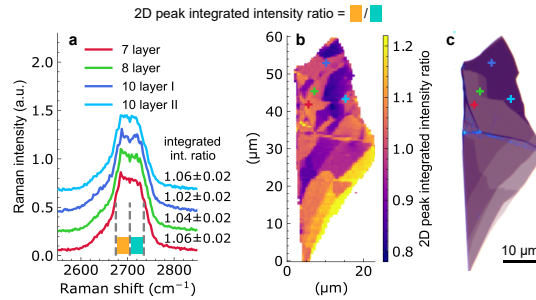 2D peak integrated intensity ratio = /
a
b
c
7 layer
8 layer
10 layer I
10 layer II
integrated
int. ratio
1.06±0.02
1.02±0.02
1.04±0.02
1.06±0.02
Raman intensity (a.u.)
2.0
1.5
1.0
0.5
0.0
2600 2700 2800
Raman shift (cm⁻¹)
(μm)
60
50
40
30
20
10
0
0 20
(μm)
1.2
1.1
1.0
0.9
0.8
2D peak integrated intensity ratio
10 μm